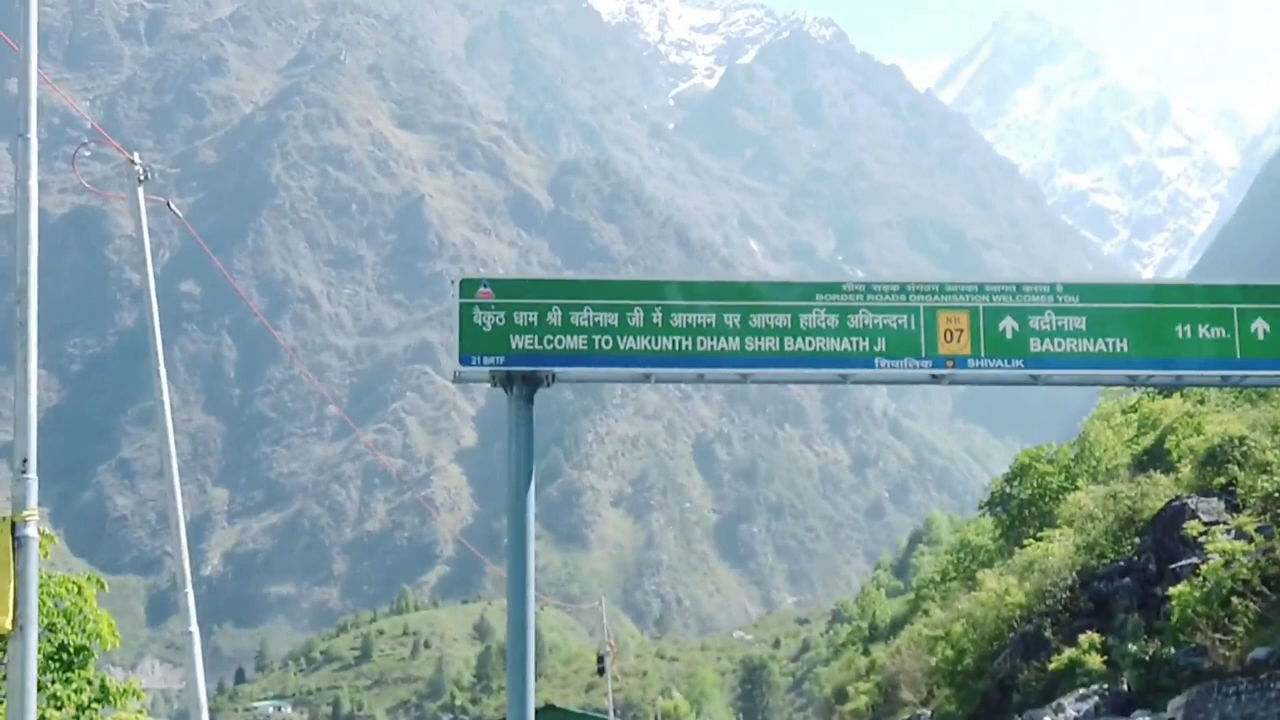 सीमा सड़क संगठन आपका स्वागत करता है
BORDER ROADS ORGANISATION WELCOMES YOU
बैकुंठ धाम श्री बद्रीनाथ जी में आगमन पर आपका हार्दिक अभिनन्दन।
WELCOME TO VAIKUNTH DHAM SHRI BADRINATH JI
NH
07
बद्रीनाथ
BADRINATH
11 Km.
21 BRTF
शिवालिक SHIVALIK